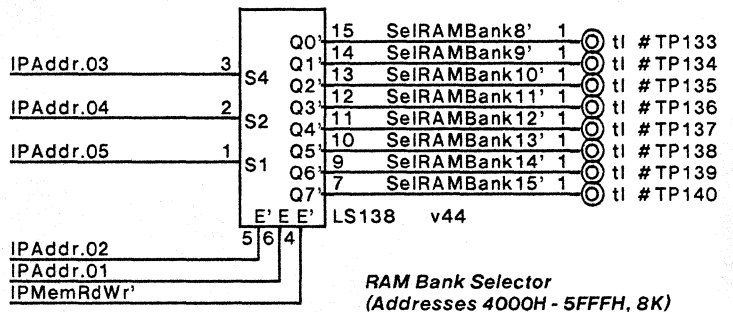 15 SelRAMBank8' 1 tl #TP133
Q0'
14 SelRAMBank9' 1 tl #TP134
Q1'
IPAddr.03 3 S4
13 SelRAMBank10' 1 tl #TP135
Q2'
12 SelRAMBank11' 1 tl #TP136
Q3'
IPAddr.04 2 S2
11 SelRAMBank12' 1 tl #TP137
Q4'
10 SelRAMBank13' 1 tl #TP138
Q5'
IPAddr.05 1 S1
9 SelRAMBank14' 1 tl #TP139
Q6'
7 SelRAMBank15' 1 tl #TP140
Q7'
E' E E' LS138 v44
5 6 4
IPAddr.02
IPAddr.01
IPMemRdWr'
RAM Bank Selector
(Addresses 4000H - 5FFFH, 8K)